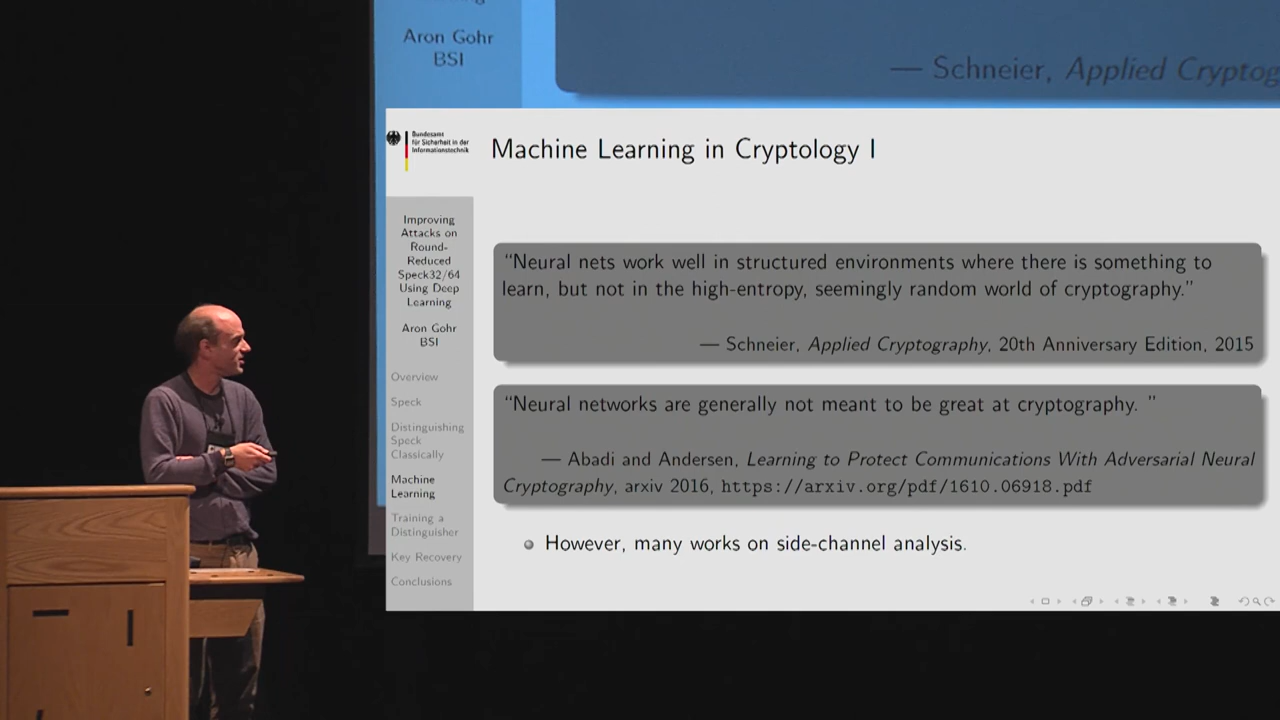 Aron Gohr
BSI
— Schneier, Applied Cryptog
Bundesamt
für Sicherheit in der
Informationstechnik
Machine Learning in Cryptology I
Improving
Attacks on
Round-
Reduced
Speck32/64
Using Deep
Learning
Aron Gohr
BSI
Overview
Speck
Distinguishing
Speck
Classically
Machine
Learning
Training a
Distinguisher
Key Recovery
Conclusions
“Neural nets work well in structured environments where there is something to
learn, but not in the high-entropy, seemingly random world of cryptography.”
— Schneier, Applied Cryptography, 20th Anniversary Edition, 2015
“Neural networks are generally not meant to be great at cryptography. ”
— Abadi and Andersen, Learning to Protect Communications With Adversarial Neural
Cryptography, arxiv 2016, https://arxiv.org/pdf/1610.06918.pdf
However, many works on side-channel analysis.